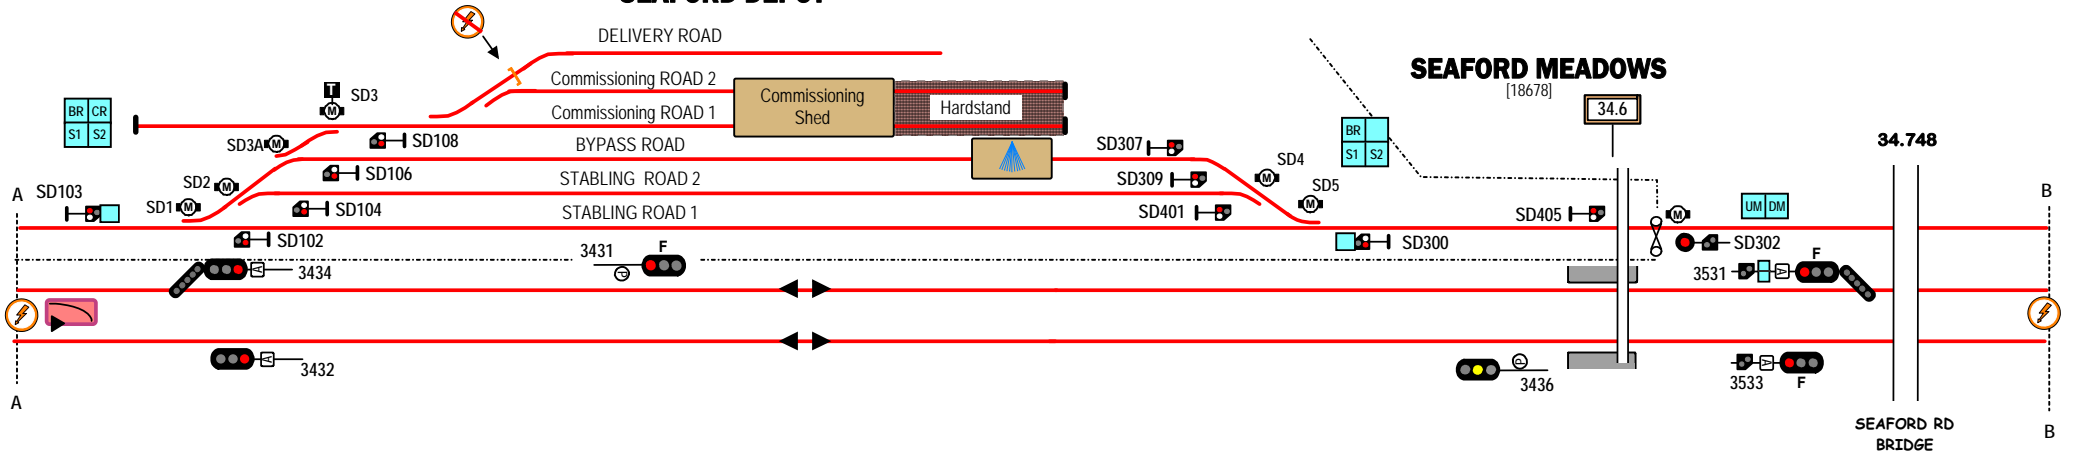 SEAFORD DEPOT
DELIVERY ROAD
Commissioning ROAD 2
Commissioning ROAD 1
BYPASS ROAD
STABLING ROAD 2
STABLING ROAD 1
Commissioning
Shed
Hardstand
SEAFORD MEADOWS
[18678]
34.6
34.748
BR CR
S1 S2
T
M
SD3
SD3A
M
SD108
SD2
M
SD106
SD1
M
SD104
A
SD103
SD102
3434
A
3431
P
F
3432
A
A
SD307
SD309
SD401
SD4
M
SD5
M
BR
S1 S2
SD300
SD405
M
UM DM
SD302
3531
A
F
3436
P
3533
A
F
B
B
SEAFORD RD
BRIDGE